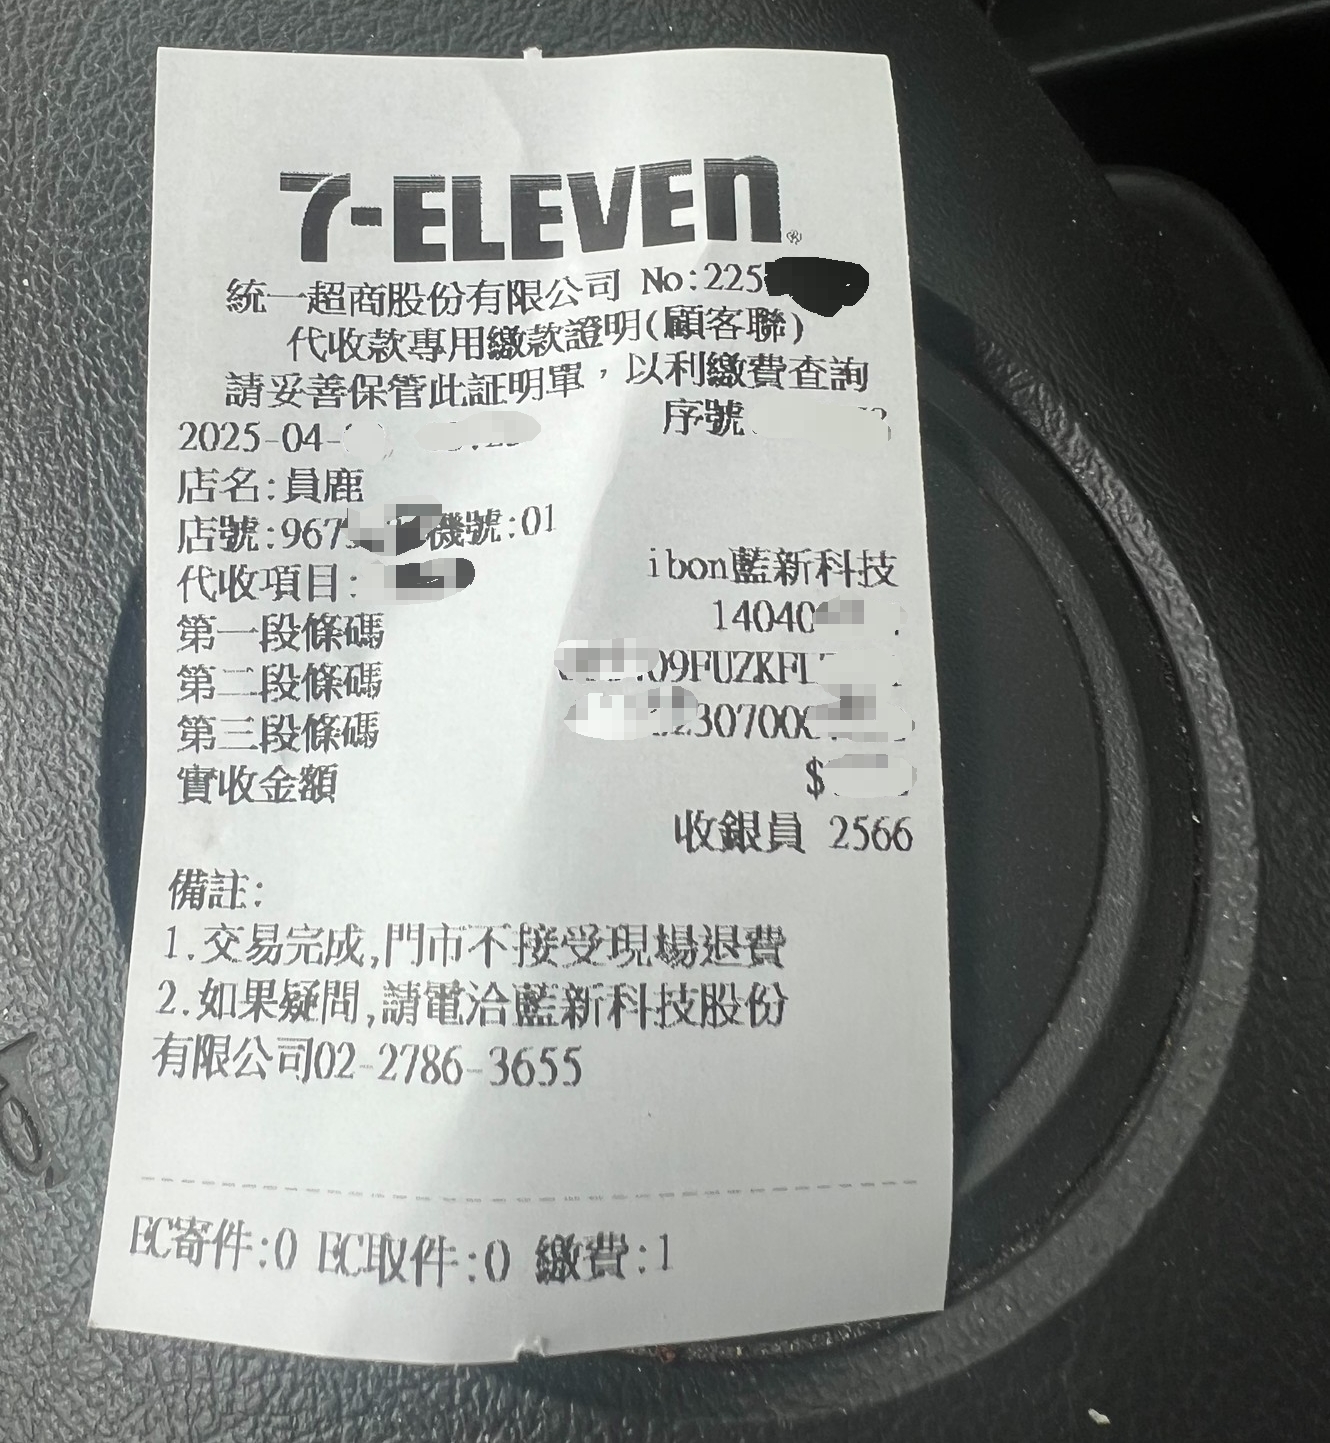 7-ELEVEN®
統一超商股份有限公司 No:225
代收款專用繳款證明(顧客聯)
請妥善保管此証明單，以利繳費查詢
2025-04- 序號
店名:員鹿
店號:967 機號:01
代收項目: ibon藍新科技
第一段條碼 14040
第二段條碼 09FUZKFL
第三段條碼 230700
實收金額 $
收銀員 2566
備註:
1.交易完成,門市不接受現場退費
2.如果疑問,請電洽藍新科技股份
有限公司02-2786-3655
EC寄件:0 EC取件:0 繳費:1